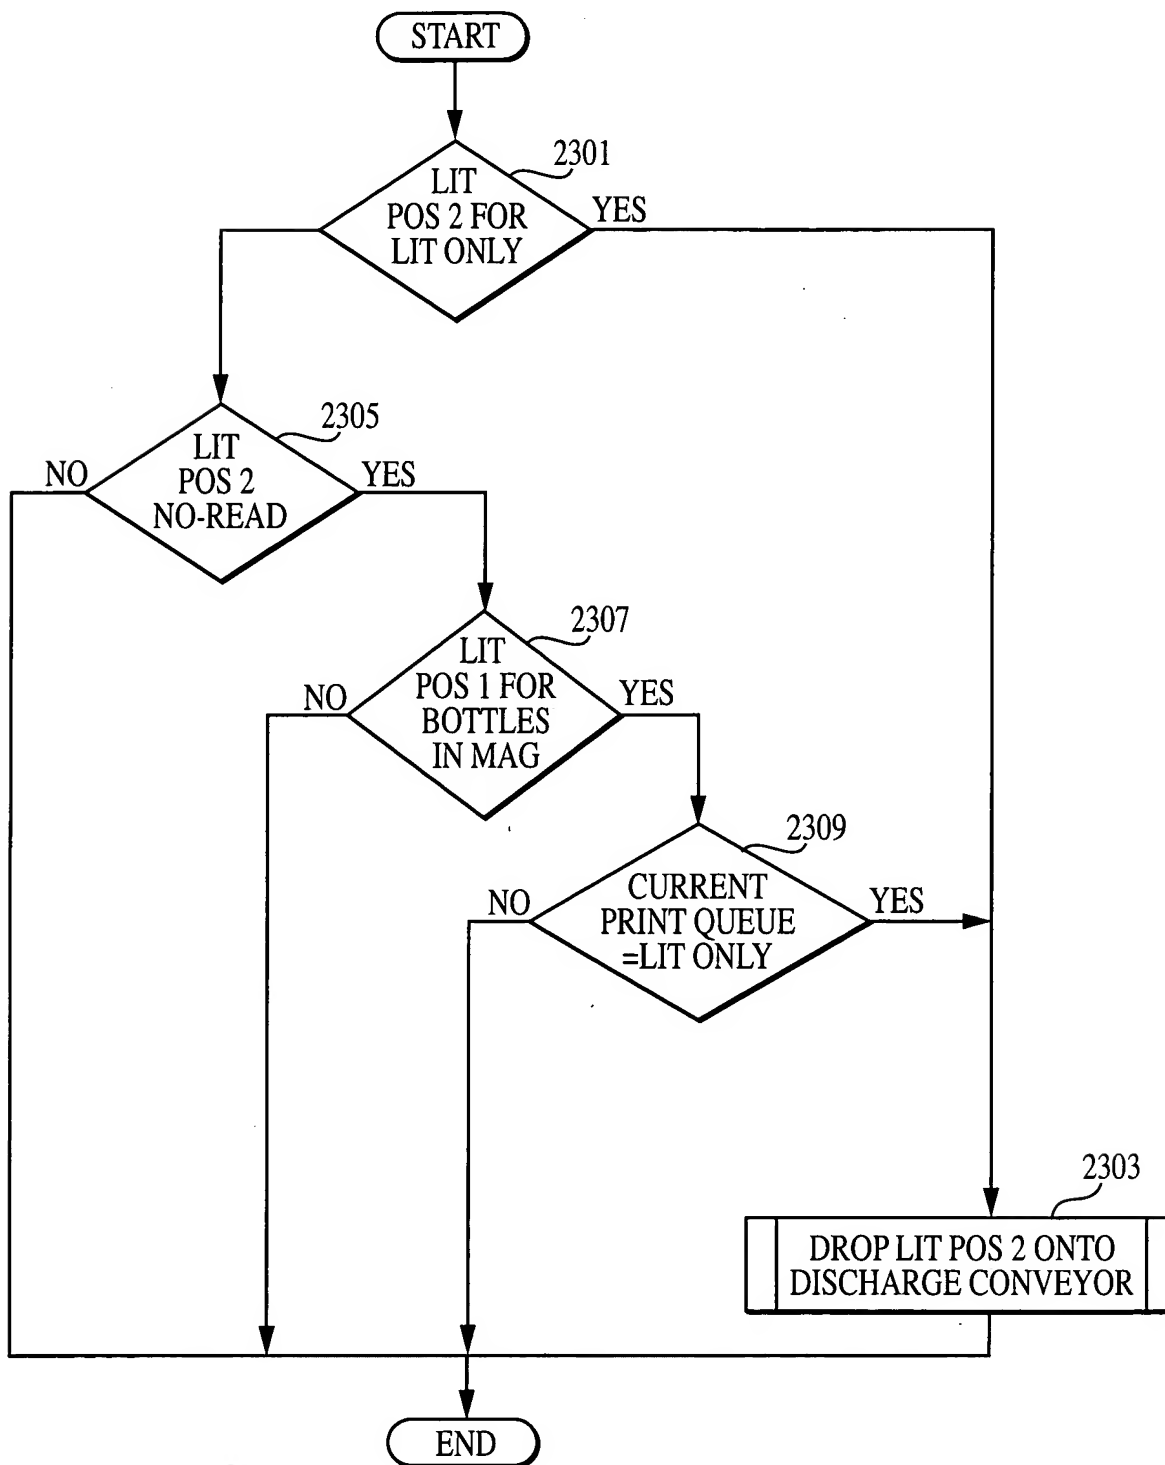 START
2301
LIT
POS 2 FOR
LIT ONLY
YES
2305
LIT
POS 2
NO-READ
NO
YES
2307
LIT
POS 1 FOR
BOTTLES
IN MAG
NO
YES
2309
CURRENT
PRINT QUEUE
=LIT ONLY
NO
YES
2303
DROP LIT POS 2 ONTO
DISCHARGE CONVEYOR
END